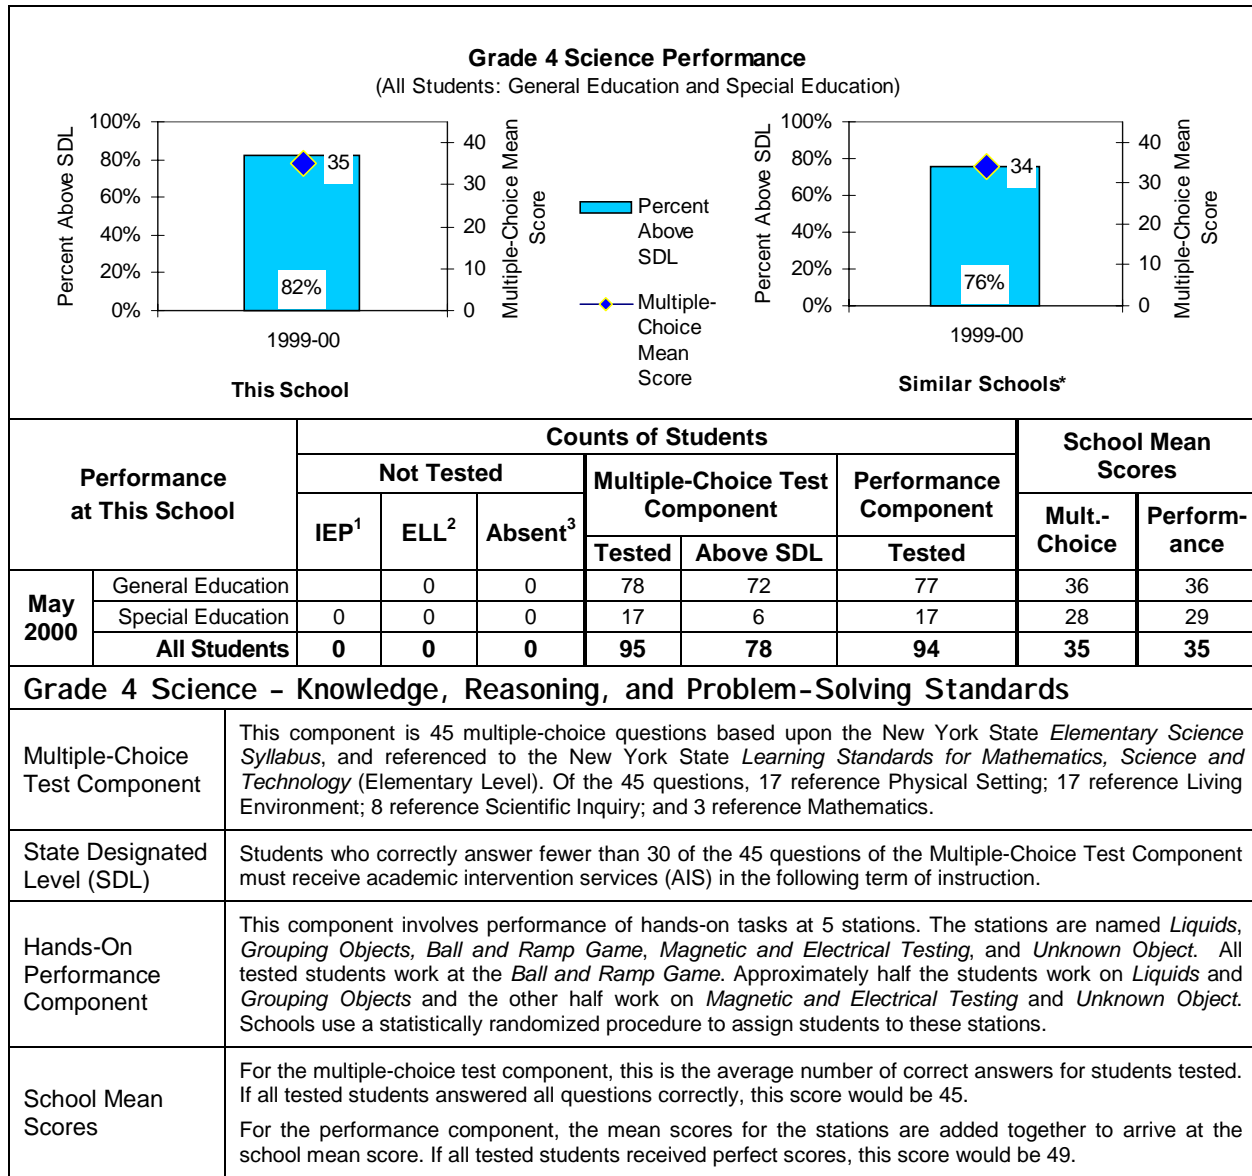 Grade 4 Science Performance
(All Students: General Education and Special Education)
Percent Above SDL
100%
80%
60%
40%
20%
0%
35
82%
40
30
20
10
0
Multiple-Choice Mean
Score
1999-00
This School
Percent
Above
SDL
Multiple-
Choice
Mean
Score
Percent Above SDL
100%
80%
60%
40%
20%
0%
34
76%
40
30
20
10
0
Multiple-Choice Mean
Score
1999-00
Similar Schools*
Performance
at This School
Counts of Students
School Mean
Scores
Not Tested
Multiple-Choice Test
Component
Performance
Component
IEP1 ELL2 Absent3
Tested Above SDL Tested
Mult.-
Choice
Perform-
ance
May
2000
General Education 0 0 78 72 77 36 36
Special Education 0 0 0 17 6 17 28 29
All Students 0 0 0 95 78 94 35 35
Grade 4 Science – Knowledge, Reasoning, and Problem-Solving Standards
Multiple-Choice
Test Component
This component is 45 multiple-choice questions based upon the New York State Elementary Science
Syllabus, and referenced to the New York State Learning Standards for Mathematics, Science and
Technology (Elementary Level). Of the 45 questions, 17 reference Physical Setting; 17 reference Living
Environment; 8 reference Scientific Inquiry; and 3 reference Mathematics.
State Designated
Level (SDL)
Students who correctly answer fewer than 30 of the 45 questions of the Multiple-Choice Test Component
must receive academic intervention services (AIS) in the following term of instruction.
Hands-On
Performance
Component
This component involves performance of hands-on tasks at 5 stations. The stations are named Liquids,
Grouping Objects, Ball and Ramp Game, Magnetic and Electrical Testing, and Unknown Object. All
tested students work at the Ball and Ramp Game. Approximately half the students work on Liquids and
Grouping Objects and the other half work on Magnetic and Electrical Testing and Unknown Object.
Schools use a statistically randomized procedure to assign students to these stations.
School Mean
Scores
For the multiple-choice test component, this is the average number of correct answers for students tested.
If all tested students answered all questions correctly, this score would be 45.
For the performance component, the mean scores for the stations are added together to arrive at the
school mean score. If all tested students received perfect scores, this score would be 49.